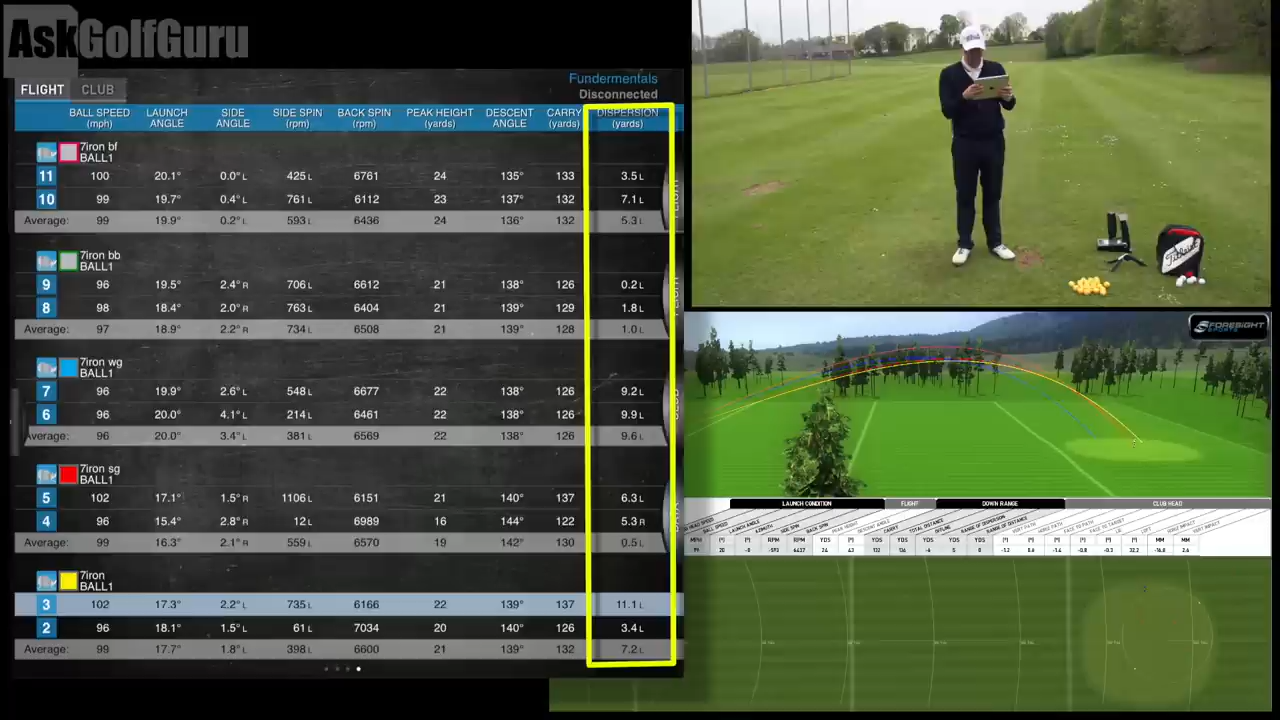 AskGolfGuru
Fundermentals
Disconnected
FLIGHT CLUB
BALL SPEED (mph) LAUNCH ANGLE SIDE ANGLE SIDE SPIN (rpm) BACK SPIN (rpm) PEAK HEIGHT (yards) DESCENT ANGLE CARRY (yards) DISPERSION (yards)
7iron bf
BALL1
11 100 20.1° 0.0° L 425 L 6761 24 135° 133 3.5 L
10 99 19.7° 0.4° L 761 L 6112 23 137° 132 7.1 L
Average: 99 19.9° 0.2° L 593 L 6436 24 136° 132 5.3 L
7iron bb
BALL1
9 96 19.5° 2.4° R 706 L 6612 21 138° 126 0.2 L
8 98 18.4° 2.0° R 763 L 6404 21 139° 129 1.8 L
Average: 97 18.9° 2.2° R 734 L 6508 21 139° 128 1.0 L
7iron wg
BALL1
7 96 19.9° 2.6° L 548 L 6677 22 138° 126 9.2 L
6 96 20.0° 4.1° L 214 L 6461 22 138° 126 9.9 L
Average: 96 20.0° 3.4° L 381 L 6569 22 138° 126 9.6 L
7iron sg
BALL1
5 102 17.1° 1.5° R 1106 L 6151 21 140° 137 6.3 L
4 96 15.4° 2.8° R 12 L 6989 16 144° 122 5.3 R
Average: 99 16.3° 2.1° R 559 L 6570 19 142° 130 0.5 L
7iron
BALL1
3 102 17.3° 2.2° L 735 L 6166 22 139° 137 11.1 L
2 96 18.1° 1.5° L 61 L 7034 20 140° 126 3.4 L
Average: 99 17.7° 1.8° L 398 L 6600 21 139° 132 7.2 L
Titleist
FORESIGHT
SPORTS
LAUNCH CONDITION FLIGHT DOWN RANGE CLUB HEAD